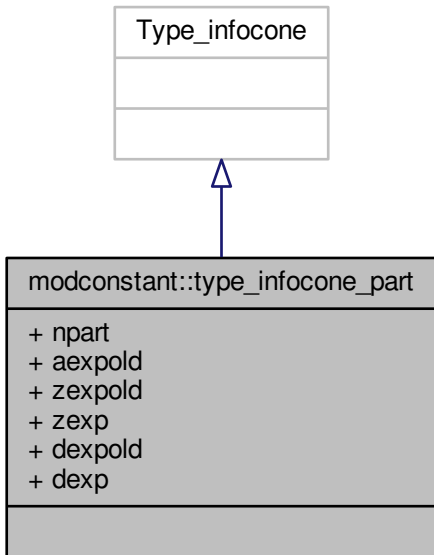 Type_infocone
modconstant::type_infocone_part
+ npart
+ aexpold
+ zexpold
+ zexp
+ dexpold
+ dexp